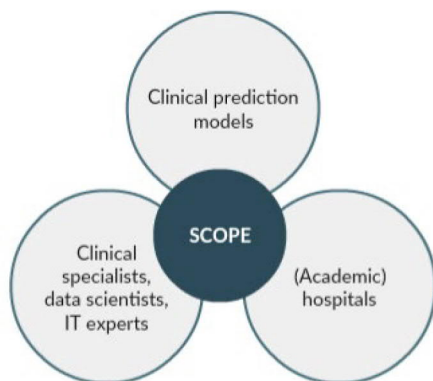 Clinical prediction
models
SCOPE
Clinical
specialists,
data scientists,
IT experts
(Academic)
hospitals